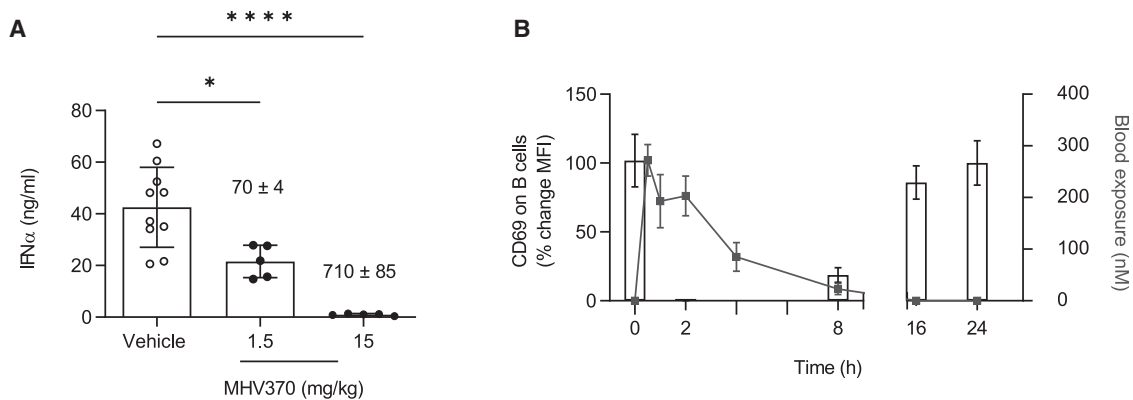 A
****
*
80
60
40
20
0
IFNα (ng/ml)
70 ± 4
710 ± 85
Vehicle
1.5
15
MHV370 (mg/kg)
B
150
100
50
0
CD69 on B cells
(% change MFI)
400
300
200
100
0
Blood exposure
(nM)
0
2
8
16
24
Time (h)